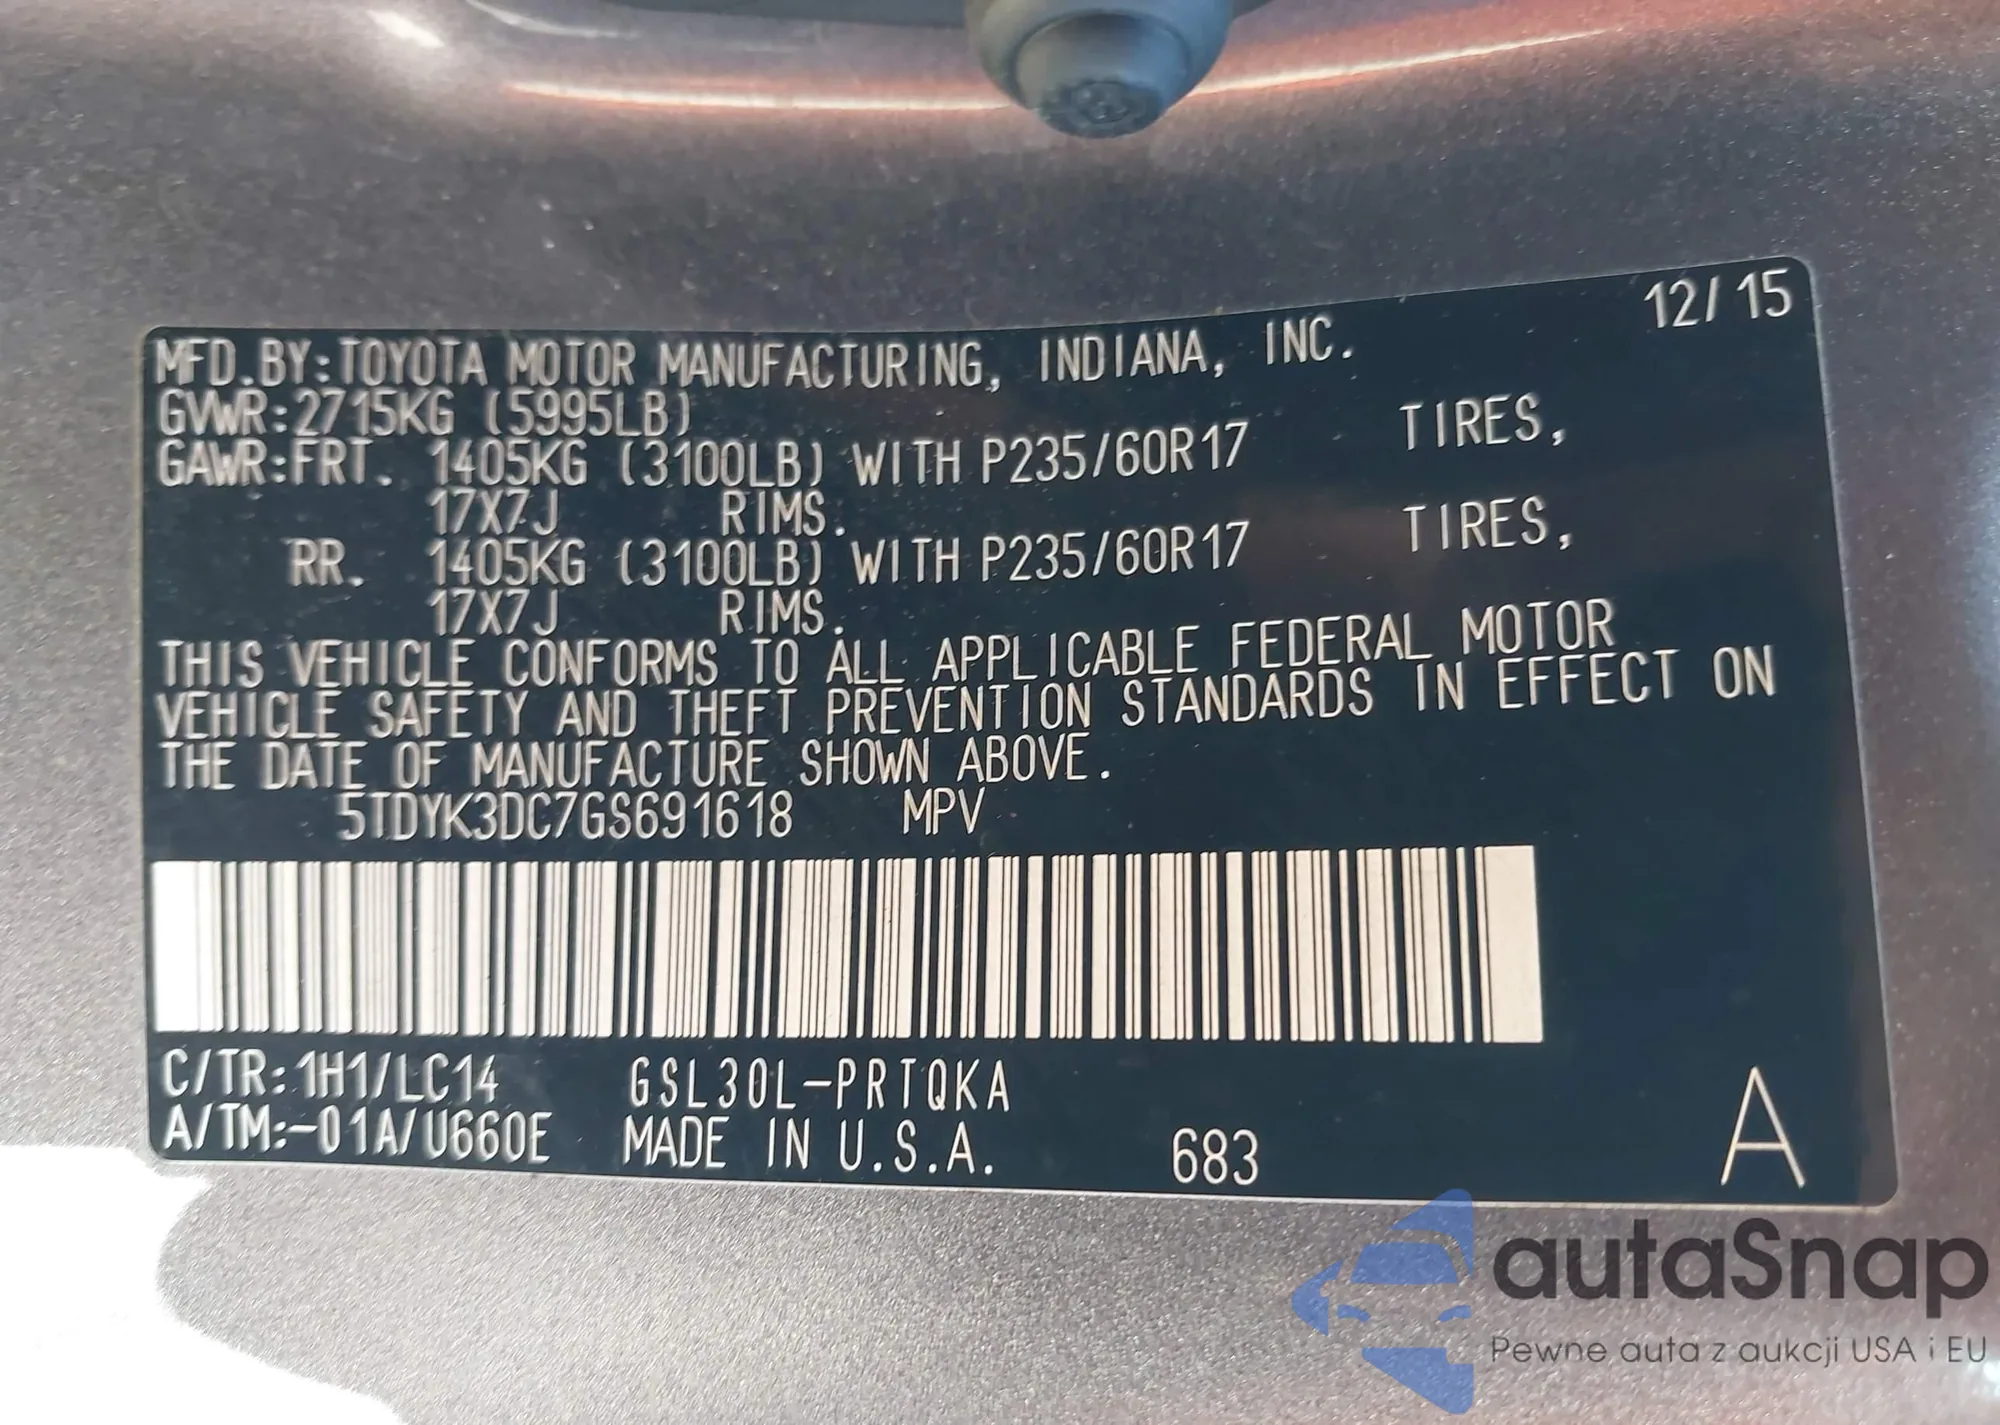 12/15
MFD.BY:TOYOTA MOTOR MANUFACTURING, INDIANA, INC.
GVWR:2715KG (5995LB)
GAWR:FRT. 1405KG (3100LB) WITH P235/60R17 TIRES,
17X7J RIMS.
RR. 1405KG (3100LB) WITH P235/60R17 TIRES,
17X7J RIMS.
THIS VEHICLE CONFORMS TO ALL APPLICABLE FEDERAL MOTOR
VEHICLE SAFETY AND THEFT PREVENTION STANDARDS IN EFFECT ON
THE DATE OF MANUFACTURE SHOWN ABOVE.
5TDYK3DC7GS691618 MPV
C/TR:1H1/LC14 GSL30L-PRTQKA
A/TM:-01A/U660E MADE IN U.S.A. 683 A
autaSnap
Pewne auta z aukcji USA i EU